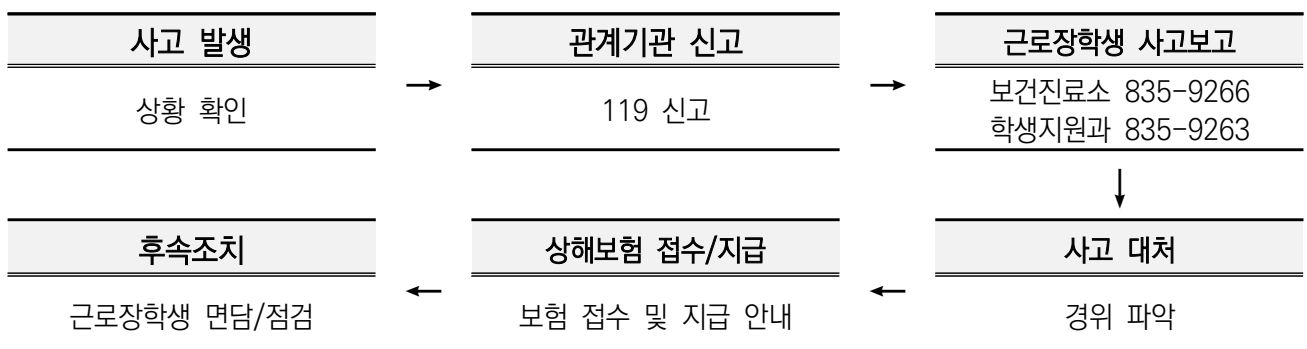 사고 발생
상황 확인
→
관계기관 신고
119 신고
→
근로장학생 사고보고
보건진료소 835-9266
학생지원과 835-9263
↓
사고 대처
경위 파악
←
상해보험 접수/지급
보험 접수 및 지급 안내
←
후속조치
근로장학생 면담/점검